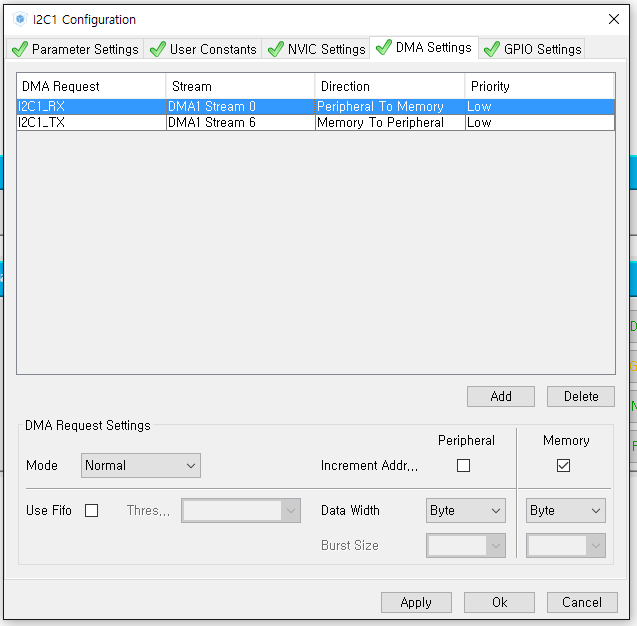 I2C1 Configuration
Parameter Settings User Constants NVIC Settings DMA Settings GPIO Settings
DMA Request Stream Direction Priority
I2C1_RX DMA1 Stream 0 Peripheral To Memory Low
I2C1_TX DMA1 Stream 6 Memory To Peripheral Low
Add Delete
DMA Request Settings
Peripheral Memory
Mode Normal Increment Addr...
Use Fifo Thres... Data Width Byte Byte
Burst Size
Apply Ok Cancel